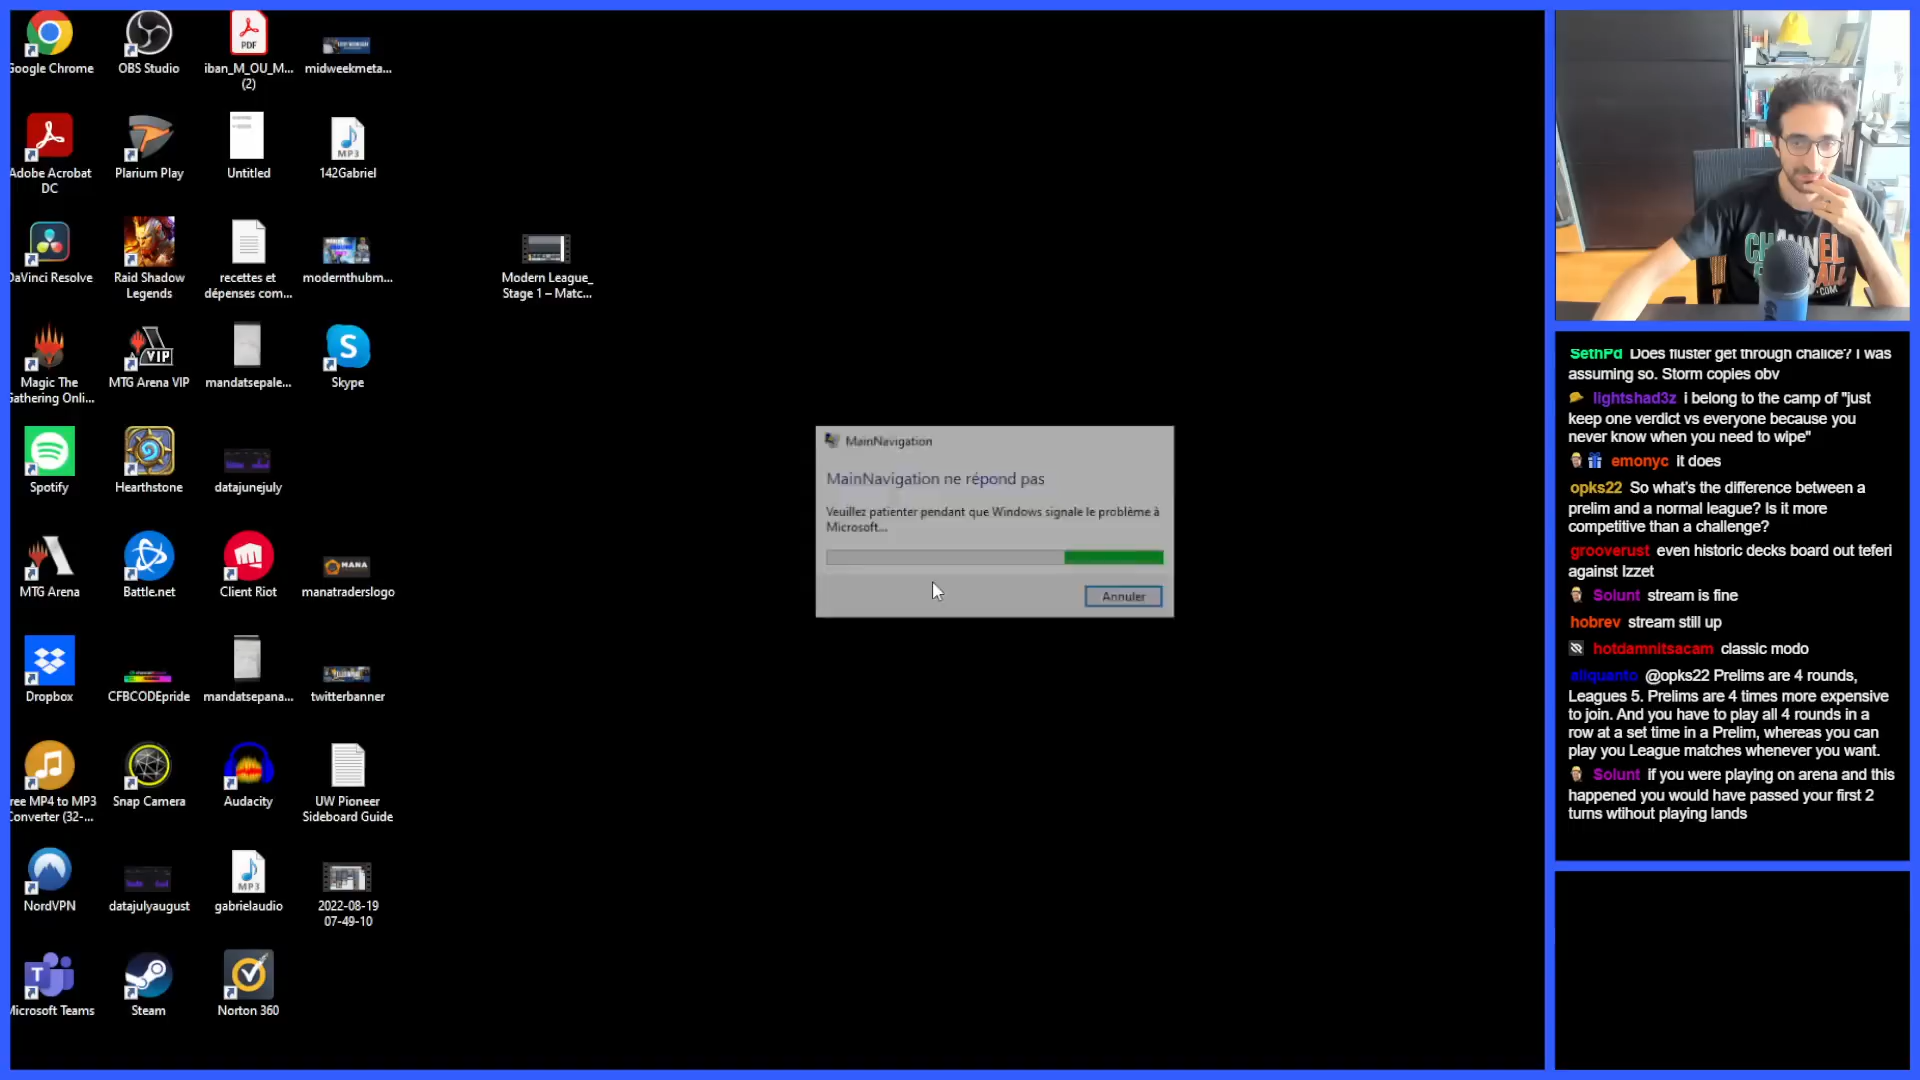 Google Chrome
OBS Studio
iban_M_OU_M...
(2)
midweekmeta...
Adobe Acrobat
DC
Plarium Play
Untitled
142Gabriel
DaVinci Resolve
Raid Shadow
Legends
recettes et
dépenses com...
modernthubm...
Modern League_
Stage 1 – Matc...
Magic The
Gathering Onli...
MTG Arena VIP
mandatsepale...
Skype
Spotify
Hearthstone
datajunejuly
MTG Arena
Battle.net
Client Riot
manatraderslogo
Dropbox
CFBCODEpride
mandatsepana...
twitterbanner
ree MP4 to MP3
Converter (32-...
Snap Camera
Audacity
UW Pioneer
Sideboard Guide
NordVPN
datajulyaugust
gabrielaudio
2022-08-19
07-49-10
Microsoft Teams
Steam
Norton 360
PDF
MP3
VIP
MANA
MP3
MainNavigation
MainNavigation ne répond pas
Veuillez patienter pendant que Windows signale le problème à
Microsoft...
Annuler
CHANNEL
.COM
SethPd Does fluster get through chalice? I was
assuming so. Storm copies obv
lightshad3z i belong to the camp of "just
keep one verdict vs everyone because you
never know when you need to wipe"
emonyc it does
opks22 So what's the difference between a
prelim and a normal league? Is it more
competitive than a challenge?
grooverust even historic decks board out teferi
against Izzet
Solunt stream is fine
hobrev stream still up
hotdamnitsacam classic modo
aliquanto @opks22 Prelims are 4 rounds,
Leagues 5. Prelims are 4 times more expensive
to join. And you have to play all 4 rounds in a
row at a set time in a Prelim, whereas you can
play you League matches whenever you want.
Solunt if you were playing on arena and this
happened you would have passed your first 2
turns wtihout playing lands